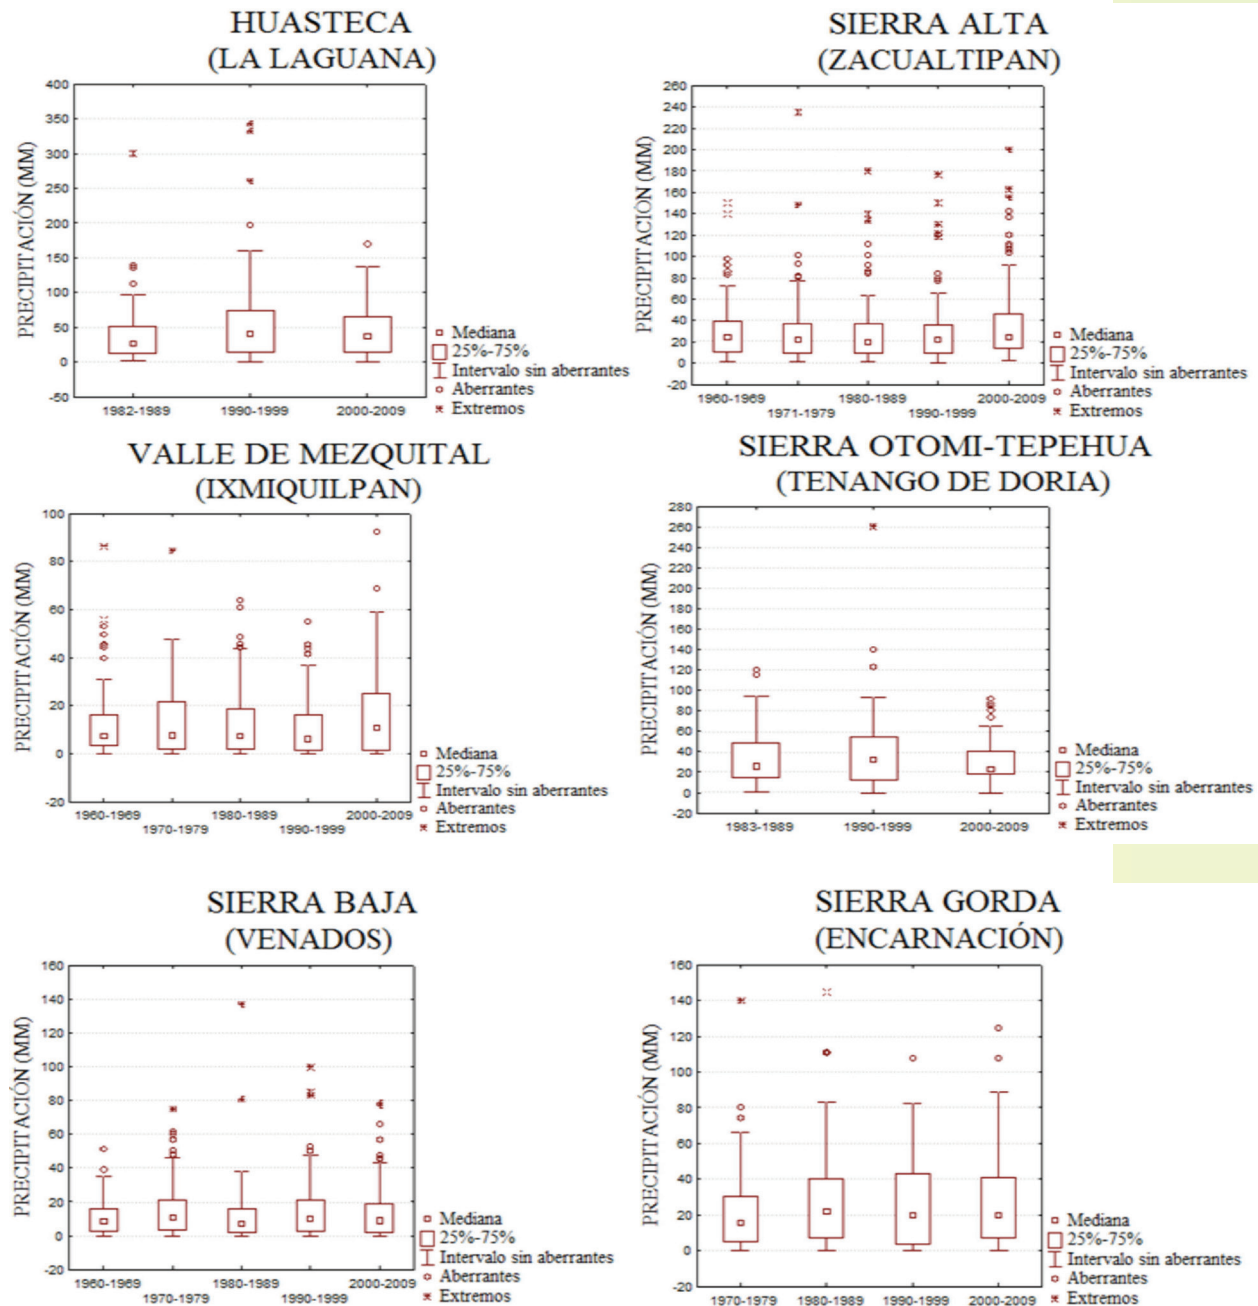 HUASTECA
(LA LAGUANA)
PRECIPITACIÓN (MM)
400
350
300
250
200
150
100
50
0
-50
1982-1989
1990-1999
2000-2009
Mediana
25%-75%
Intervalo sin aberrantes
Aberrantes
Extremos
SIERRA ALTA
(ZACUALTIPAN)
PRECIPITACIÓN (MM)
260
240
220
200
180
160
140
120
100
80
60
40
20
0
-20
1960-1969
1971-1979
1980-1989
1990-1999
2000-2009
Mediana
25%-75%
Intervalo sin aberrantes
Aberrantes
Extremos
VALLE DE MEZQUITAL
(IXMIQUILPAN)
PRECIPITACIÓN (MM)
100
80
60
40
20
0
-20
1960-1969
1970-1979
1980-1989
1990-1999
2000-2009
Mediana
25%-75%
Intervalo sin aberrantes
Aberrantes
Extremos
SIERRA OTOMI-TEPEHUA
(TENANGO DE DORIA)
PRECIPITACIÓN (MM)
280
260
240
220
200
180
160
140
120
100
80
60
40
20
0
-20
1983-1989
1990-1999
2000-2009
Mediana
25%-75%
Intervalo sin aberrantes
Aberrantes
Extremos
SIERRA BAJA
(VENADOS)
PRECIPITACIÓN (MM)
160
140
120
100
80
60
40
20
0
-20
1960-1969
1970-1979
1980-1989
1990-1999
2000-2009
Mediana
25%-75%
Intervalo sin aberrantes
Aberrantes
Extremos
SIERRA GORDA
(ENCARNACIÓN)
PRECIPITACIÓN (MM)
160
140
120
100
80
60
40
20
0
-20
1970-1979
1980-1989
1990-1999
2000-2009
Mediana
25%-75%
Intervalo sin aberrantes
Aberrantes
Extremos